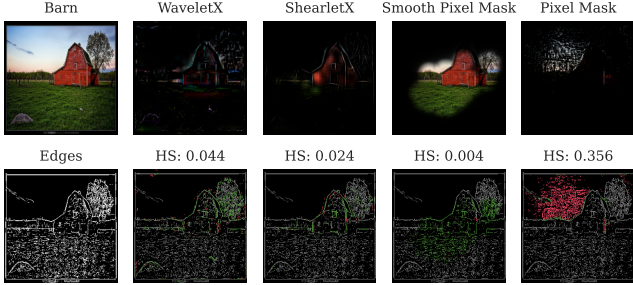 Barn WaveletX ShearletX Smooth Pixel Mask Pixel Mask
Edges HS: 0.044 HS: 0.024 HS: 0.004 HS: 0.356